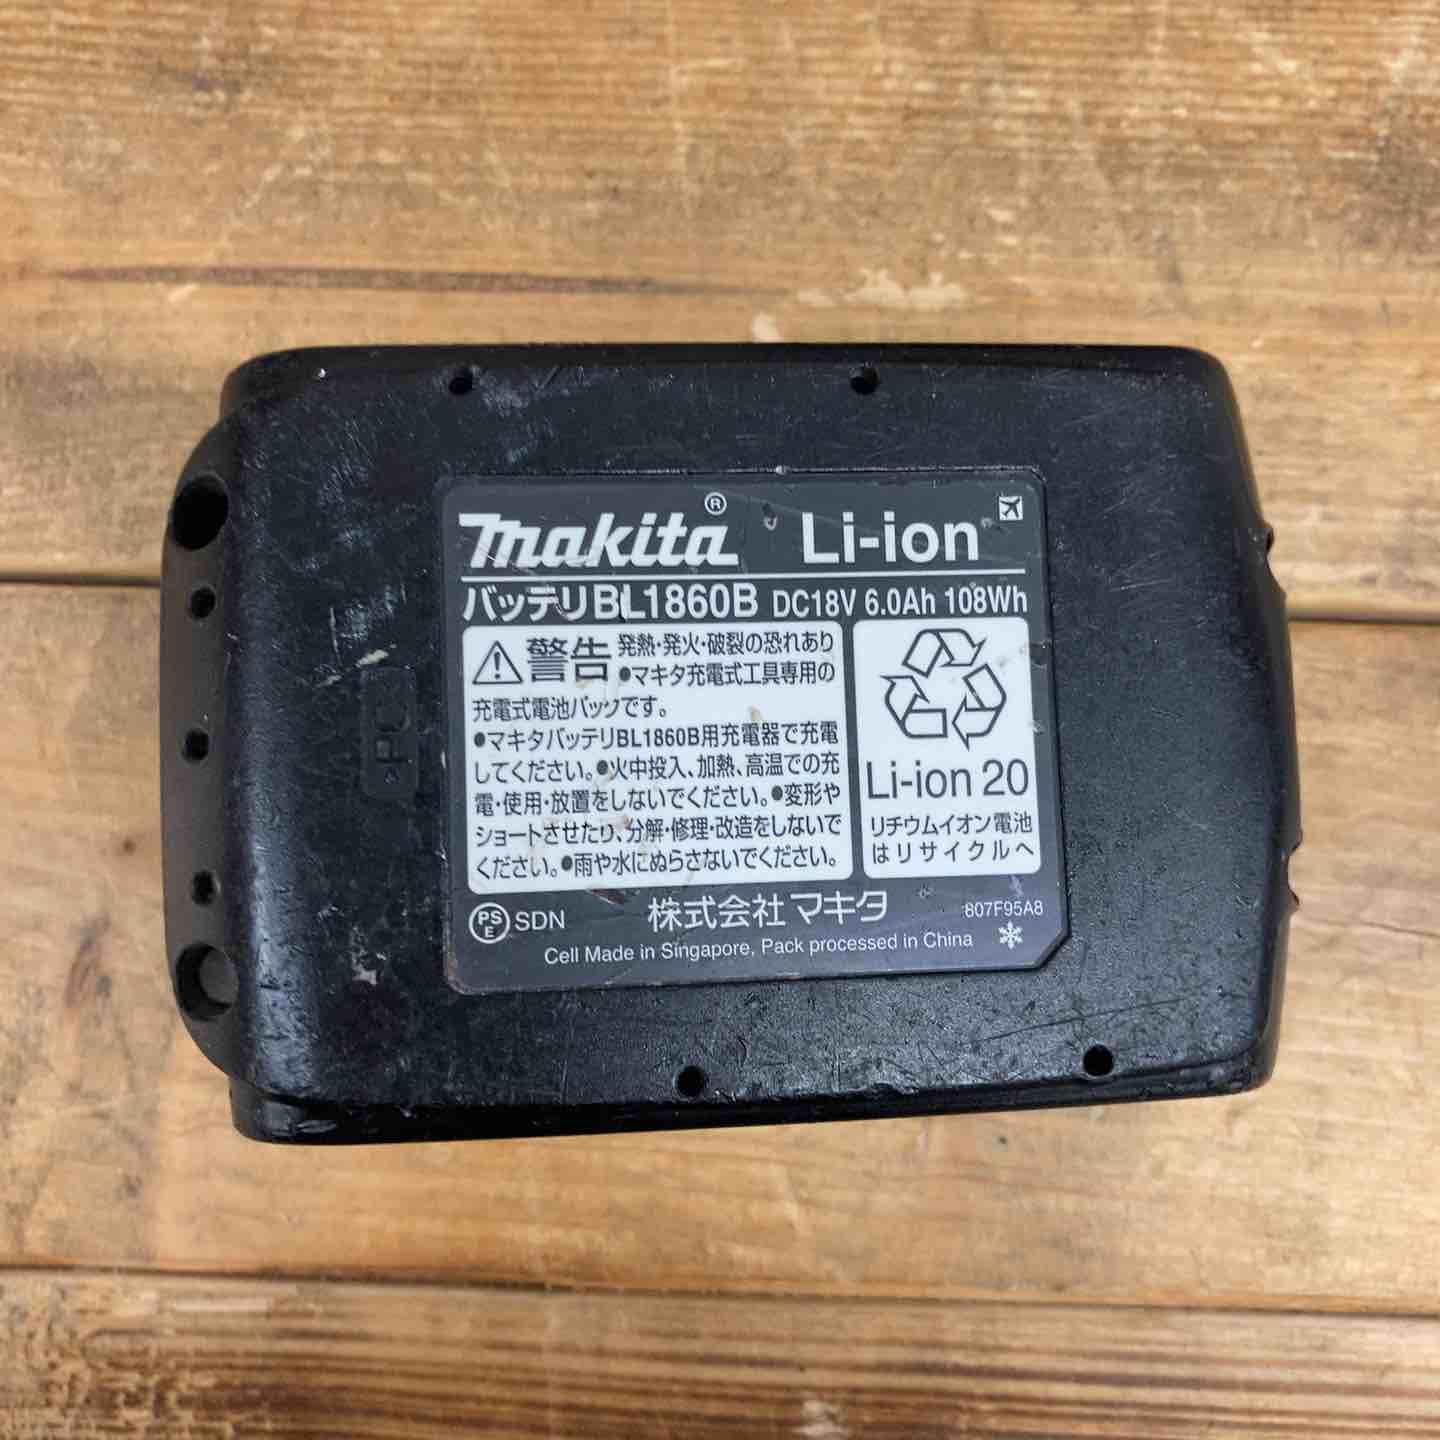 makita® Li-ion
バッテリBL1860B DC18V 6.0Ah 108Wh
警告 発熱・発火・破裂の恐れあり
●マキタ充電式工具専用の
充電式電池パックです。
●マキタバッテリBL1860B用充電器で充電
してください。●火中投入、加熱、高温での充
電・使用・放置をしないでください。●変形や
ショートさせたり、分解・修理・改造をしないで
ください。●雨や水にぬらさないでください。
Li-ion 20
リチウムイオン電池
はリサイクルへ
PSE SDN 株式会社マキタ 807F95A8
Cell Made in Singapore, Pack processed in China